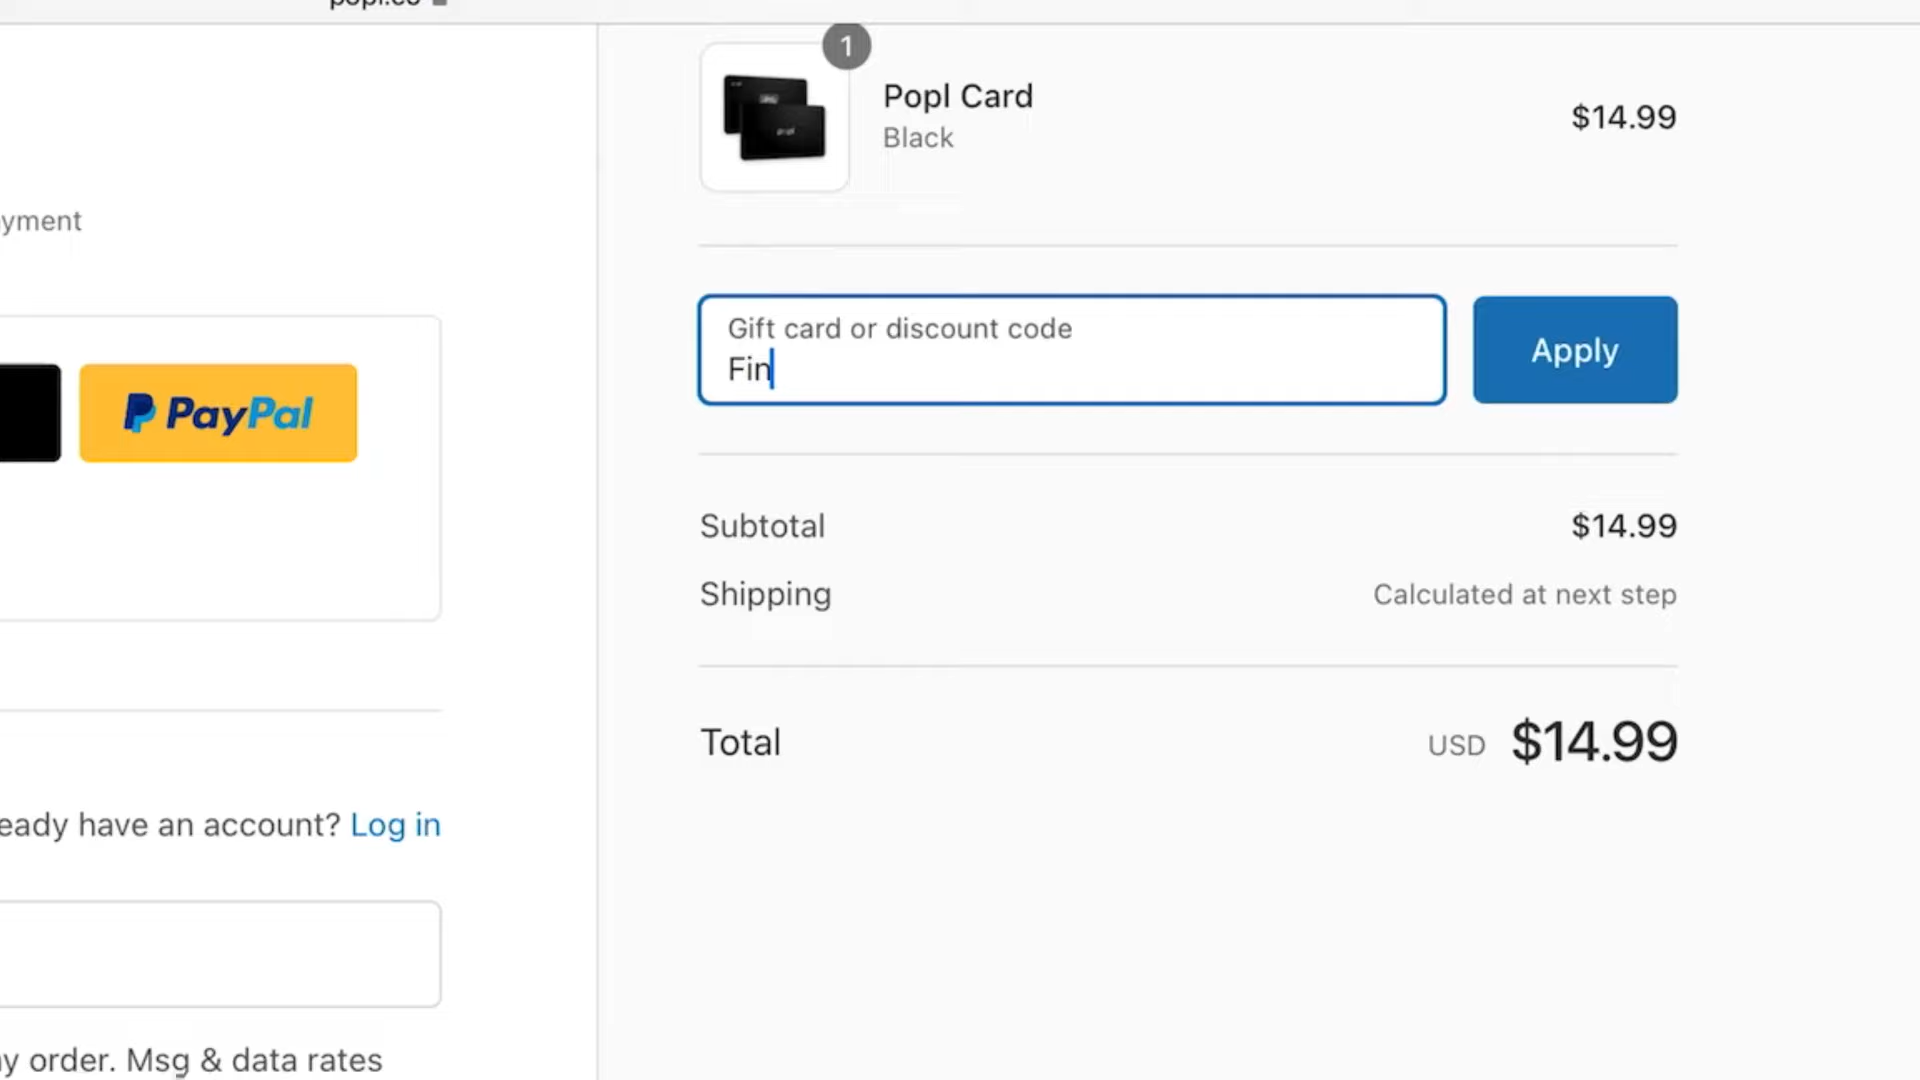 1
Popl Card
Black
$14.99
yment
Gift card or discount code
Fin
Apply
PayPal
Subtotal
$14.99
Shipping
Calculated at next step
Total
USD $14.99
eady have an account? Log in
y order. Msg & data rates